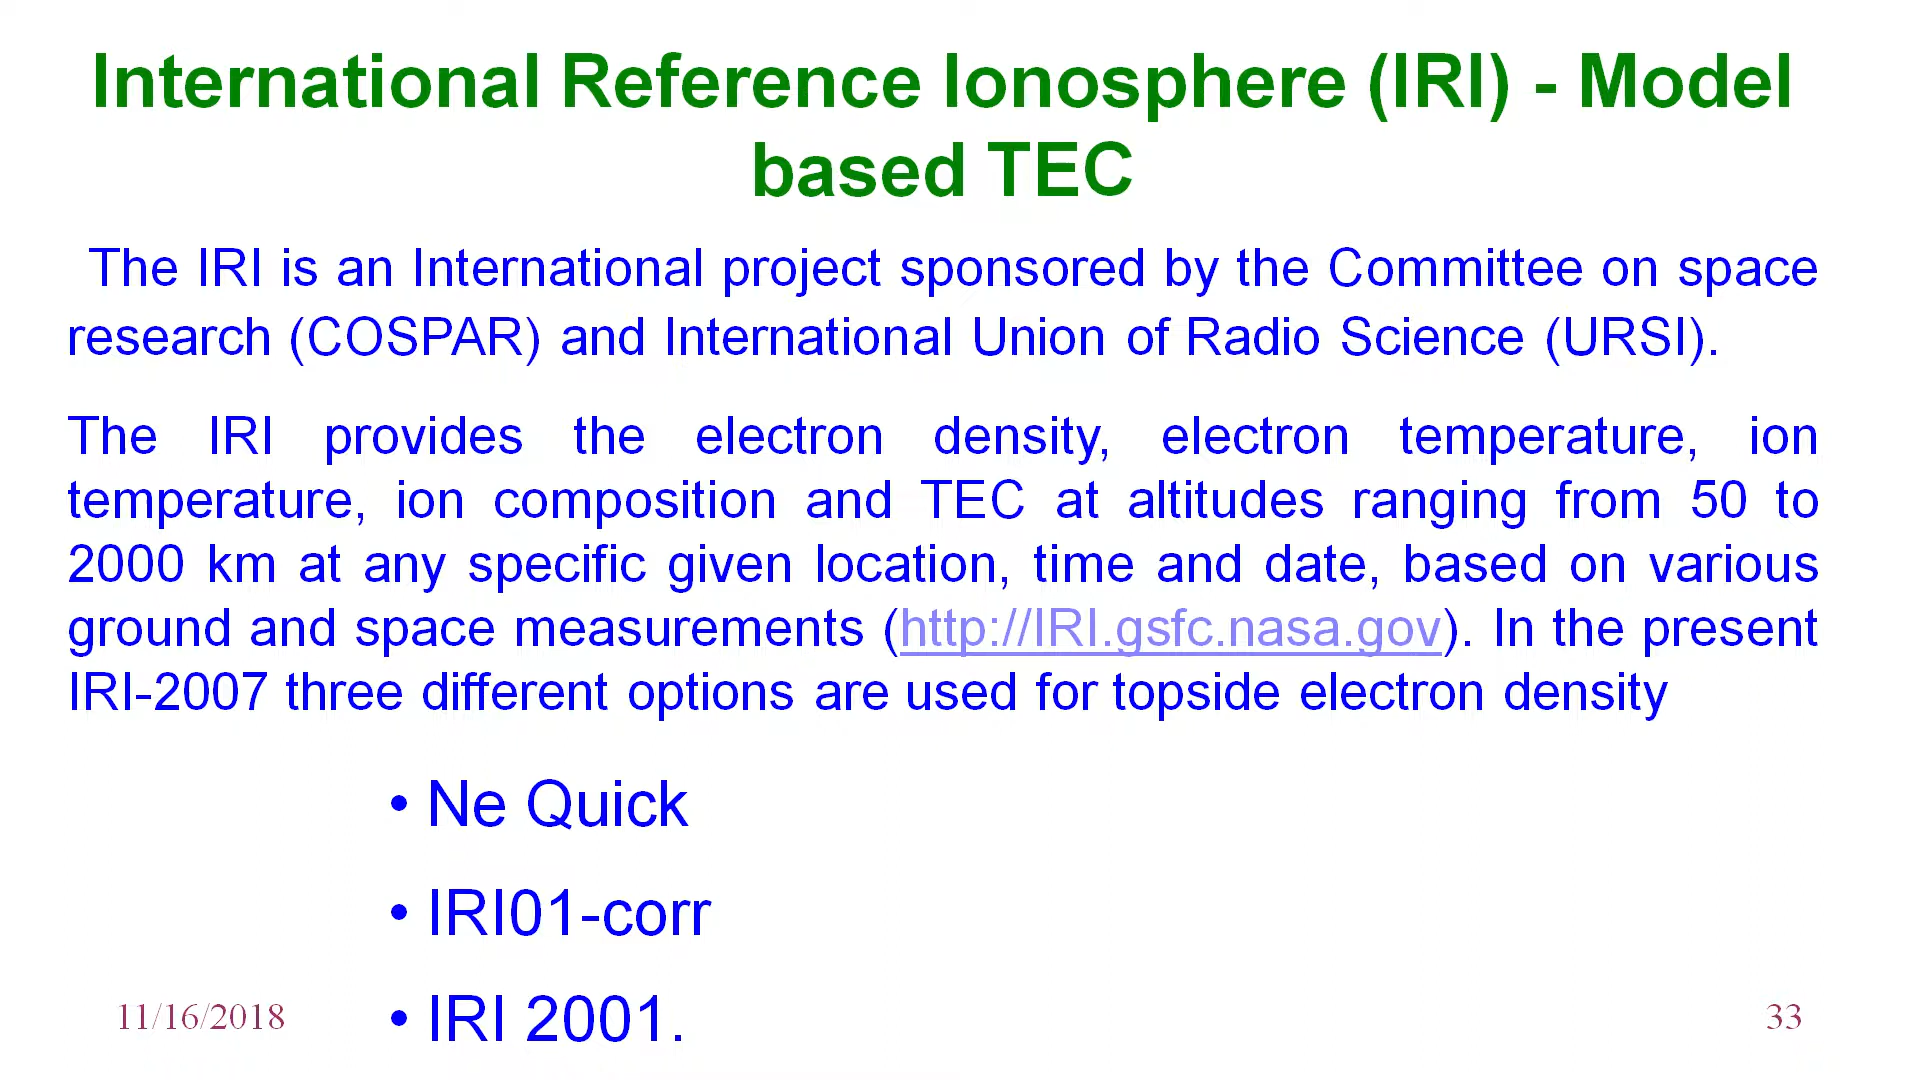 International Reference Ionosphere (IRI) - Model
based TEC
The IRI is an International project sponsored by the Committee on space
research (COSPAR) and International Union of Radio Science (URSI).
The IRI provides the electron density, electron temperature, ion
temperature, ion composition and TEC at altitudes ranging from 50 to
2000 km at any specific given location, time and date, based on various
ground and space measurements (http://IRI.gsfc.nasa.gov). In the present
IRI-2007 three different options are used for topside electron density
• Ne Quick
• IRI01-corr
• IRI 2001.
11/16/2018
33